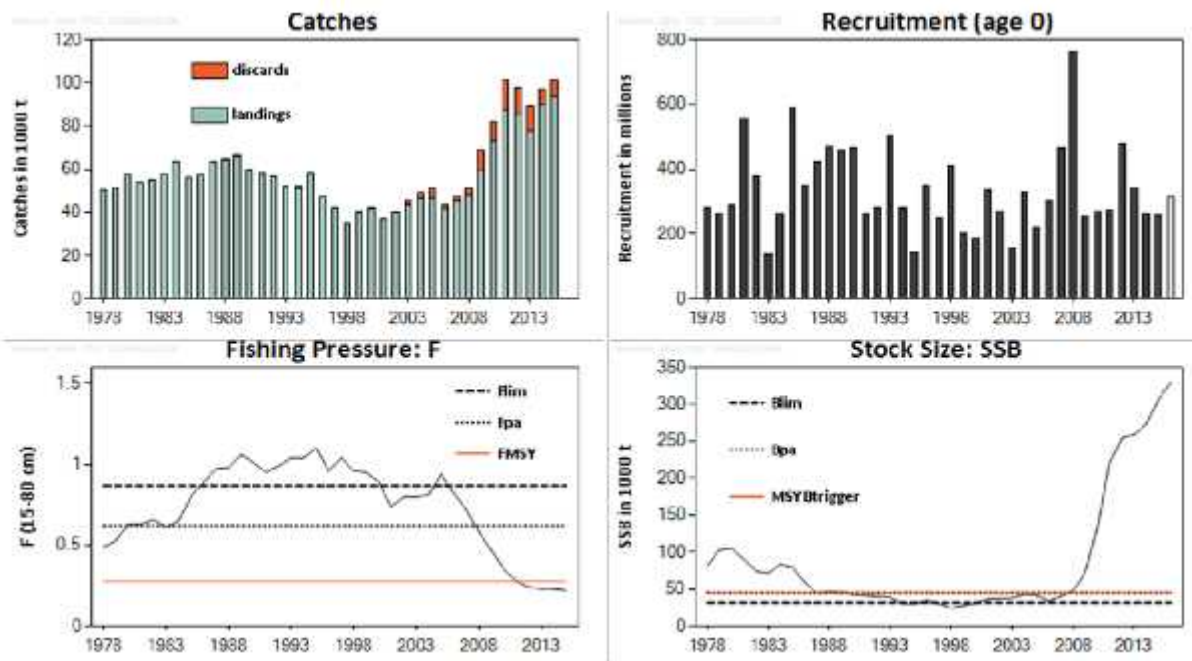 Catches
120
100
80
60
40
20
0
Catches in 1000 t
discards
landings
1978 1983 1988 1993 1998 2003 2008 2013
Recruitment (age 0)
800
600
400
200
0
Recruitment in millions
1978 1983 1988 1993 1998 2003 2008 2013
Fishing Pressure: F
1.5
1
0.5
0
F (15-80 cm)
Flim
Fpa
FMSY
1978 1983 1988 1993 1998 2003 2008 2013
Stock Size: SSB
350
300
250
200
150
100
50
0
SSB in 1000 t
Blim
Bpa
MSYBtrigger
1978 1983 1988 1993 1998 2003 2008 2013